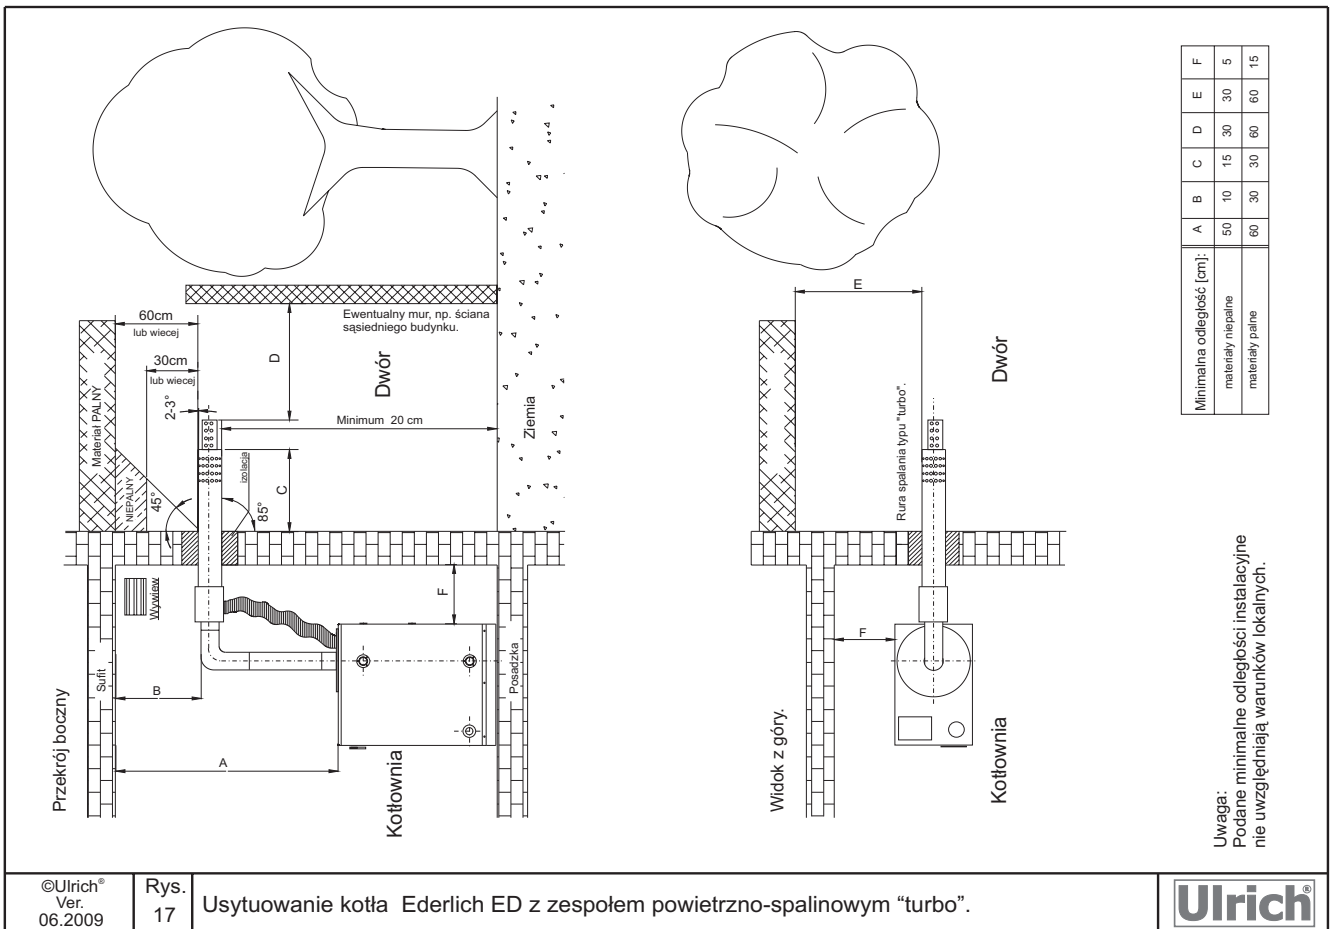 60cm
lub wiecej
30cm
lub wiecej
2-3°
Materiał PALNY
NIEPALNY
45°
85°
izolacja
C
D
Ewentualny mur, np. ściana
sąsiedniego budynku.
Dwór
Minimum 20 cm
Ziemia
Wywiew
F
Sufit
B
A
Posadzka
Przekrój boczny
Kotłownia
E
Rura spalania typu "turbo".
Dwór
F
Widok z góry.
Kotłownia
Minimalna odległość [cm]: A B C D E F
materiały niepalne 50 10 15 30 30 5
materiały palne 60 30 30 60 60 15
Uwaga:
Podane minimalne odległości instalacyjne
nie uwzględniają warunków lokalnych.
©Ulrich®
Ver.
06.2009
Rys.
17
Usytuowanie kotła Ederlich ED z zespołem powietrzno-spalinowym “turbo”.
Ulrich®